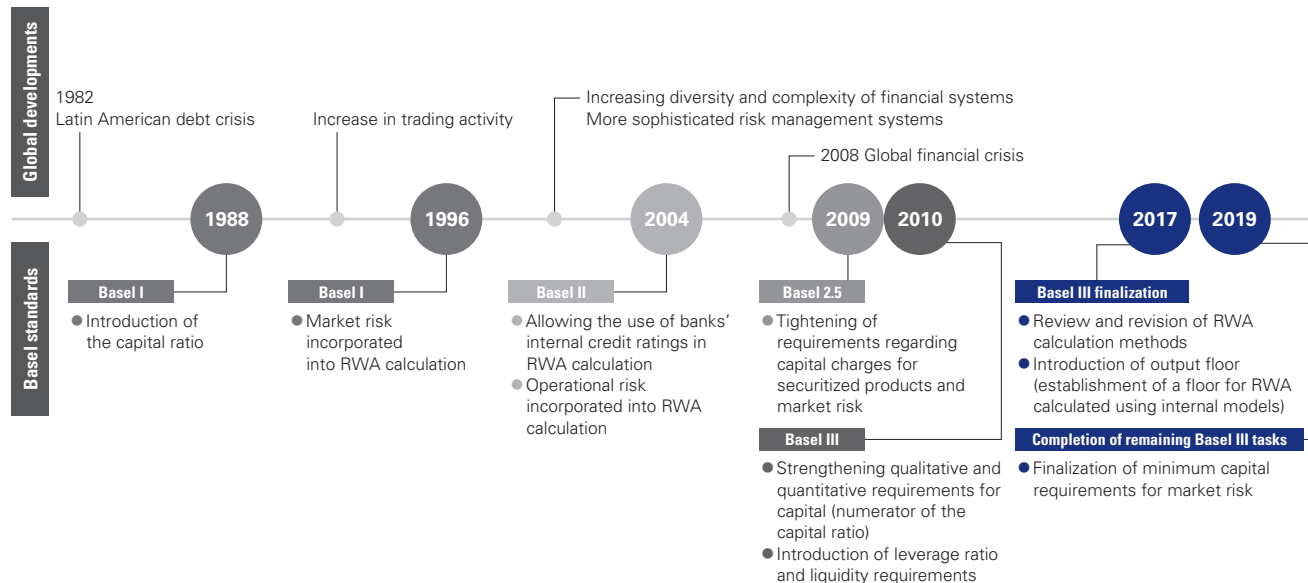 Global developments
1982
Latin American debt crisis
Increase in trading activity
Increasing diversity and complexity of financial systems
More sophisticated risk management systems
2008 Global financial crisis
1988
1996
2004
2009
2010
2017
2019
Basel standards
Basel I
● Introduction of
the capital ratio
Basel I
● Market risk
incorporated
into RWA calculation
Basel II
● Allowing the use of banks'
internal credit ratings in
RWA calculation
● Operational risk
incorporated into RWA
calculation
Basel 2.5
● Tightening of
requirements regarding
capital charges for
securitized products and
market risk
Basel III
● Strengthening qualitative and
quantitative requirements for
capital (numerator of the
capital ratio)
● Introduction of leverage ratio
and liquidity requirements
Basel III finalization
● Review and revision of RWA
calculation methods
● Introduction of output floor
(establishment of a floor for RWA
calculated using internal models)
Completion of remaining Basel III tasks
● Finalization of minimum capital
requirements for market risk